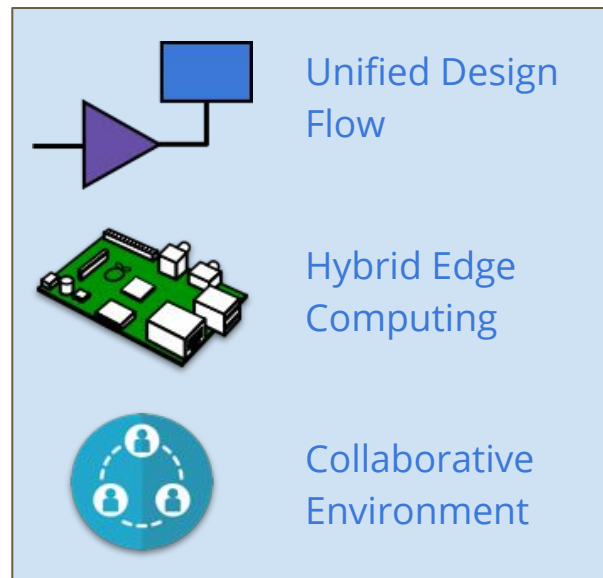 Unified Design
Flow
Hybrid Edge
Computing
Collaborative
Environment